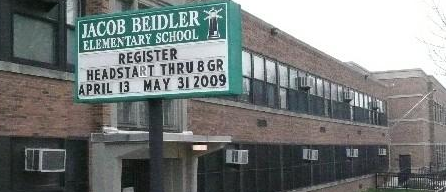 JACOB BEIDLER
ELEMENTARY SCHOOL
REGISTER
HEADSTART THRU 8 GR
APRIL 13 MAY 31 2009